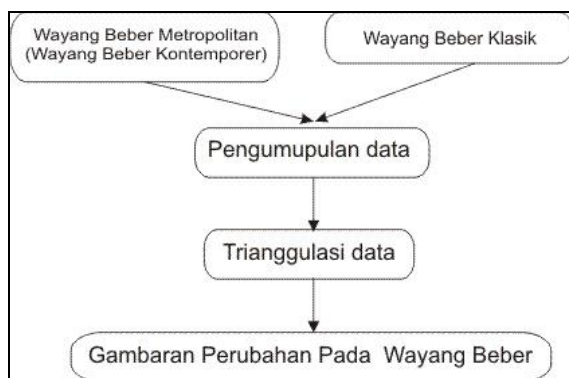 Wayang Beber Metropolitan
(Wayang Beber Kontemporer)
Wayang Beber Klasik
Pengumupulan data
Trianggulasi data
Gambaran Perubahan Pada Wayang Beber